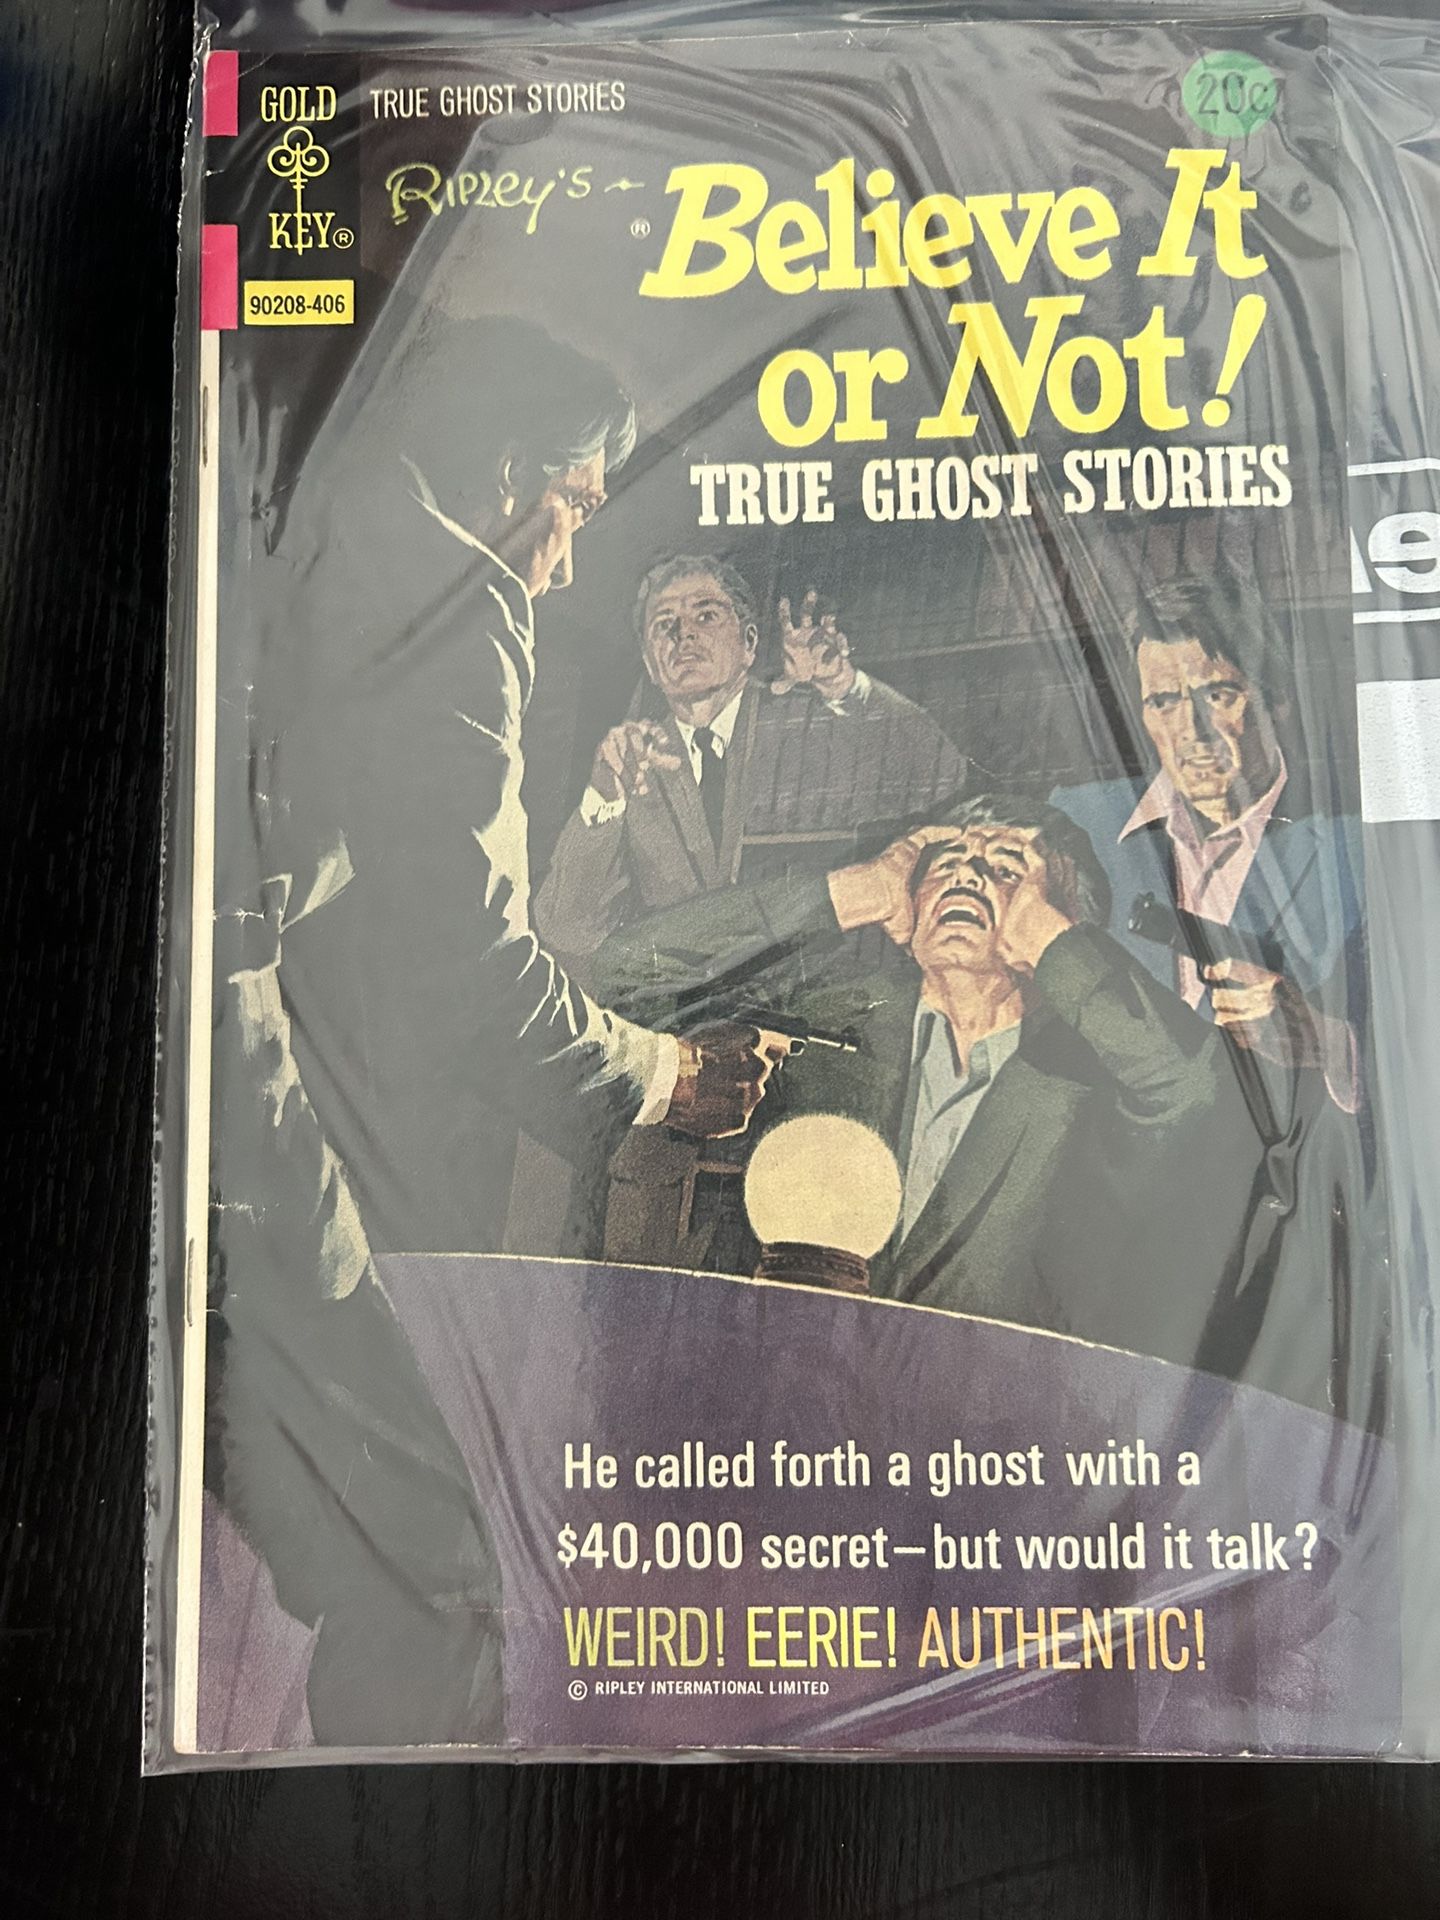 GOLD
KEY®
TRUE GHOST STORIES
20¢
RIPLEY'S
® Believe It
or Not!
90208-406
TRUE GHOST STORIES
He called forth a ghost with a
$40,000 secret—but would it talk?
WEIRD! EERIE! AUTHENTIC!
© RIPLEY INTERNATIONAL LIMITED